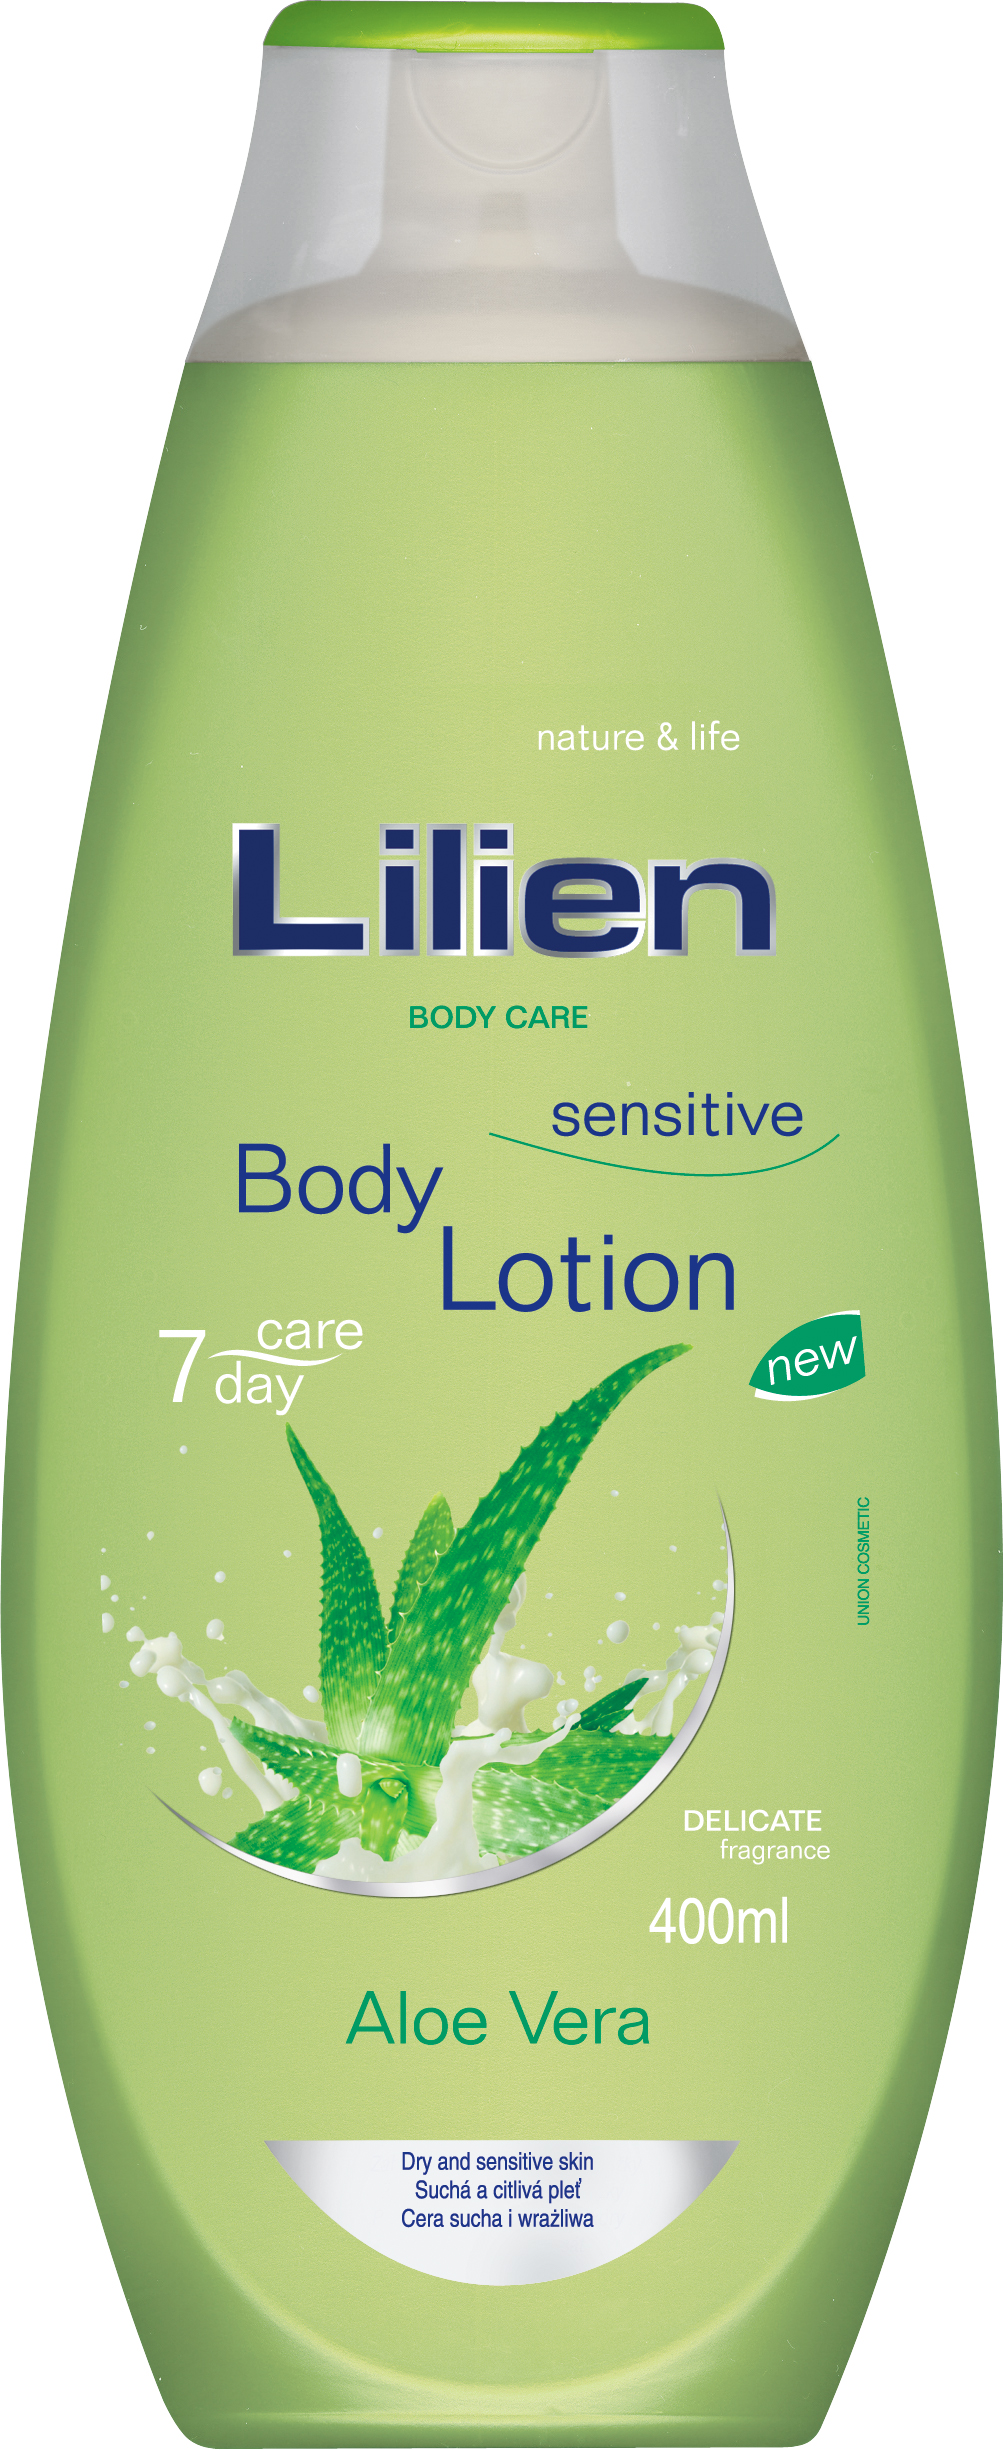 nature & life
Lilien
BODY CARE
sensitive
Body
Lotion
7 care
day
new
UNION COSMETIC
DELICATE
fragrance
400ml
Aloe Vera
Dry and sensitive skin
Suchá a citlivá pleť
Cera sucha i wrażliwa